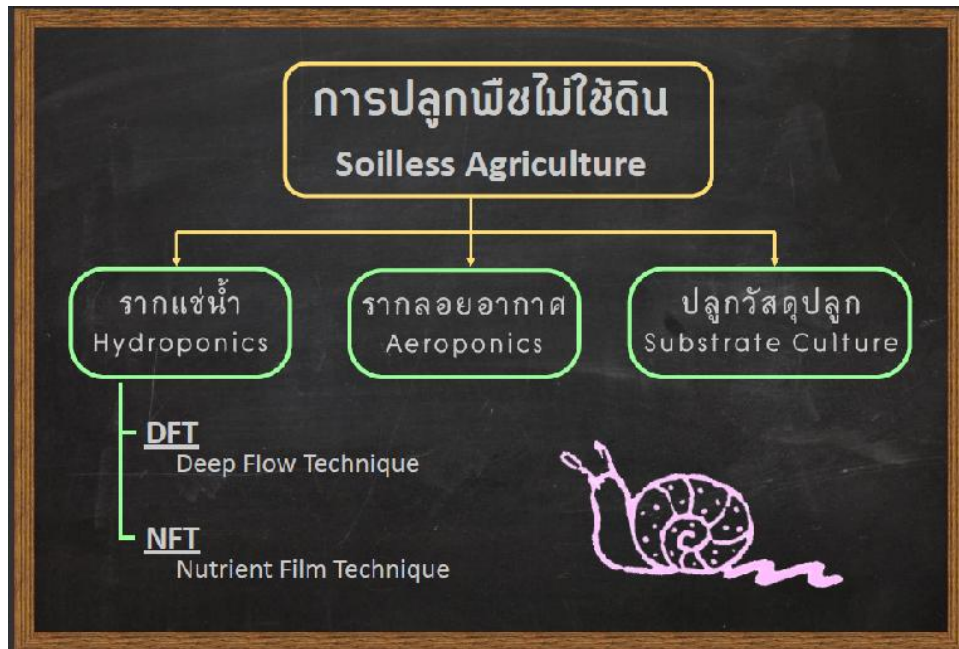 การปลูกพืชไม่ใช้ดิน
Soilless Agriculture
รากแช่น้ำ
Hydroponics
รากลอยอากาศ
Aeroponics
ปลูกวัสดุปลูก
Substrate Culture
DFT
Deep Flow Technique
NFT
Nutrient Film Technique